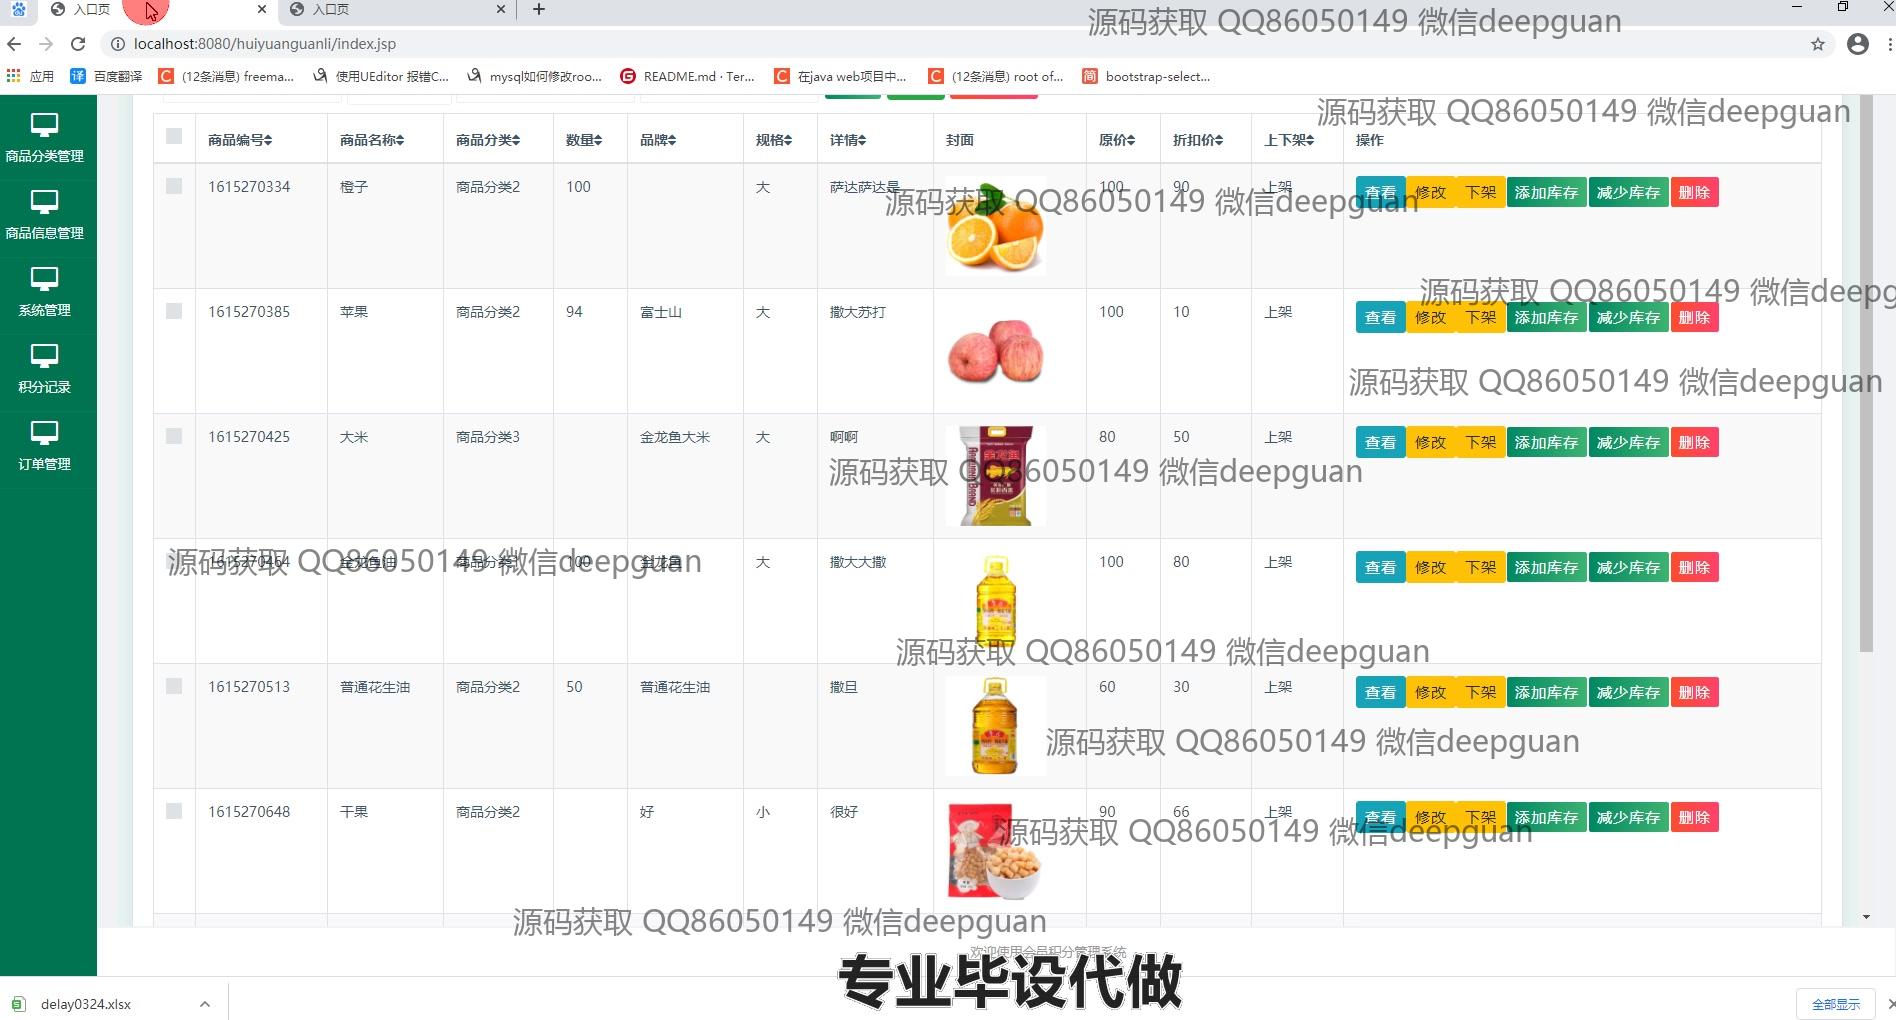 入口页
入口页
源码获取 QQ86050149 微信deepguan
localhost:8080/huiyuanguanli/index.jsp
应用
百度翻译
(12条消息) freema...
使用UEditor 报错C...
mysql如何修改roo...
README.md · Ter...
在java web项目中...
(12条消息) root of...
bootstrap-select...
源码获取 QQ86050149 微信deepguan
商品分类管理
商品信息管理
系统管理
积分记录
订单管理
商品编号 商品名称 商品分类 数量 品牌 规格 详情 封面 原价 折扣价 上下架 操作
1615270334 橙子 商品分类2 100 大 萨达萨达是 100 90 上架 查看 修改 下架 添加库存 减少库存 删除
源码获取 QQ86050149 微信deepguan
源码获取 QQ86050149 微信deepg
1615270385 苹果 商品分类2 94 富士山 大 撒大苏打 100 10 上架 查看 修改 下架 添加库存 减少库存 删除
源码获取 QQ86050149 微信deepguan
1615270425 大米 商品分类3 金龙鱼大米 大 啊啊 80 50 上架 查看 修改 下架 添加库存 减少库存 删除
源码获取 QQ86050149 微信deepguan
1615270464 金龙鱼油 商品分类 100 金龙鱼 大 撒大大撒 100 80 上架 查看 修改 下架 添加库存 减少库存 删除
源码获取 QQ86050149 微信deepguan
源码获取 QQ86050149 微信deepguan
1615270513 普通花生油 商品分类2 50 普通花生油 撒旦 60 30 上架 查看 修改 下架 添加库存 减少库存 删除
源码获取 QQ86050149 微信deepguan
1615270648 干果 商品分类2 好 小 很好 90 66 上架 查看 修改 下架 添加库存 减少库存 删除
源码获取 QQ86050149 微信deepguan
源码获取 QQ86050149 微信deepguan
欢迎使用会员积分管理系统
专业毕设代做
delay0324.xlsx
全部显示